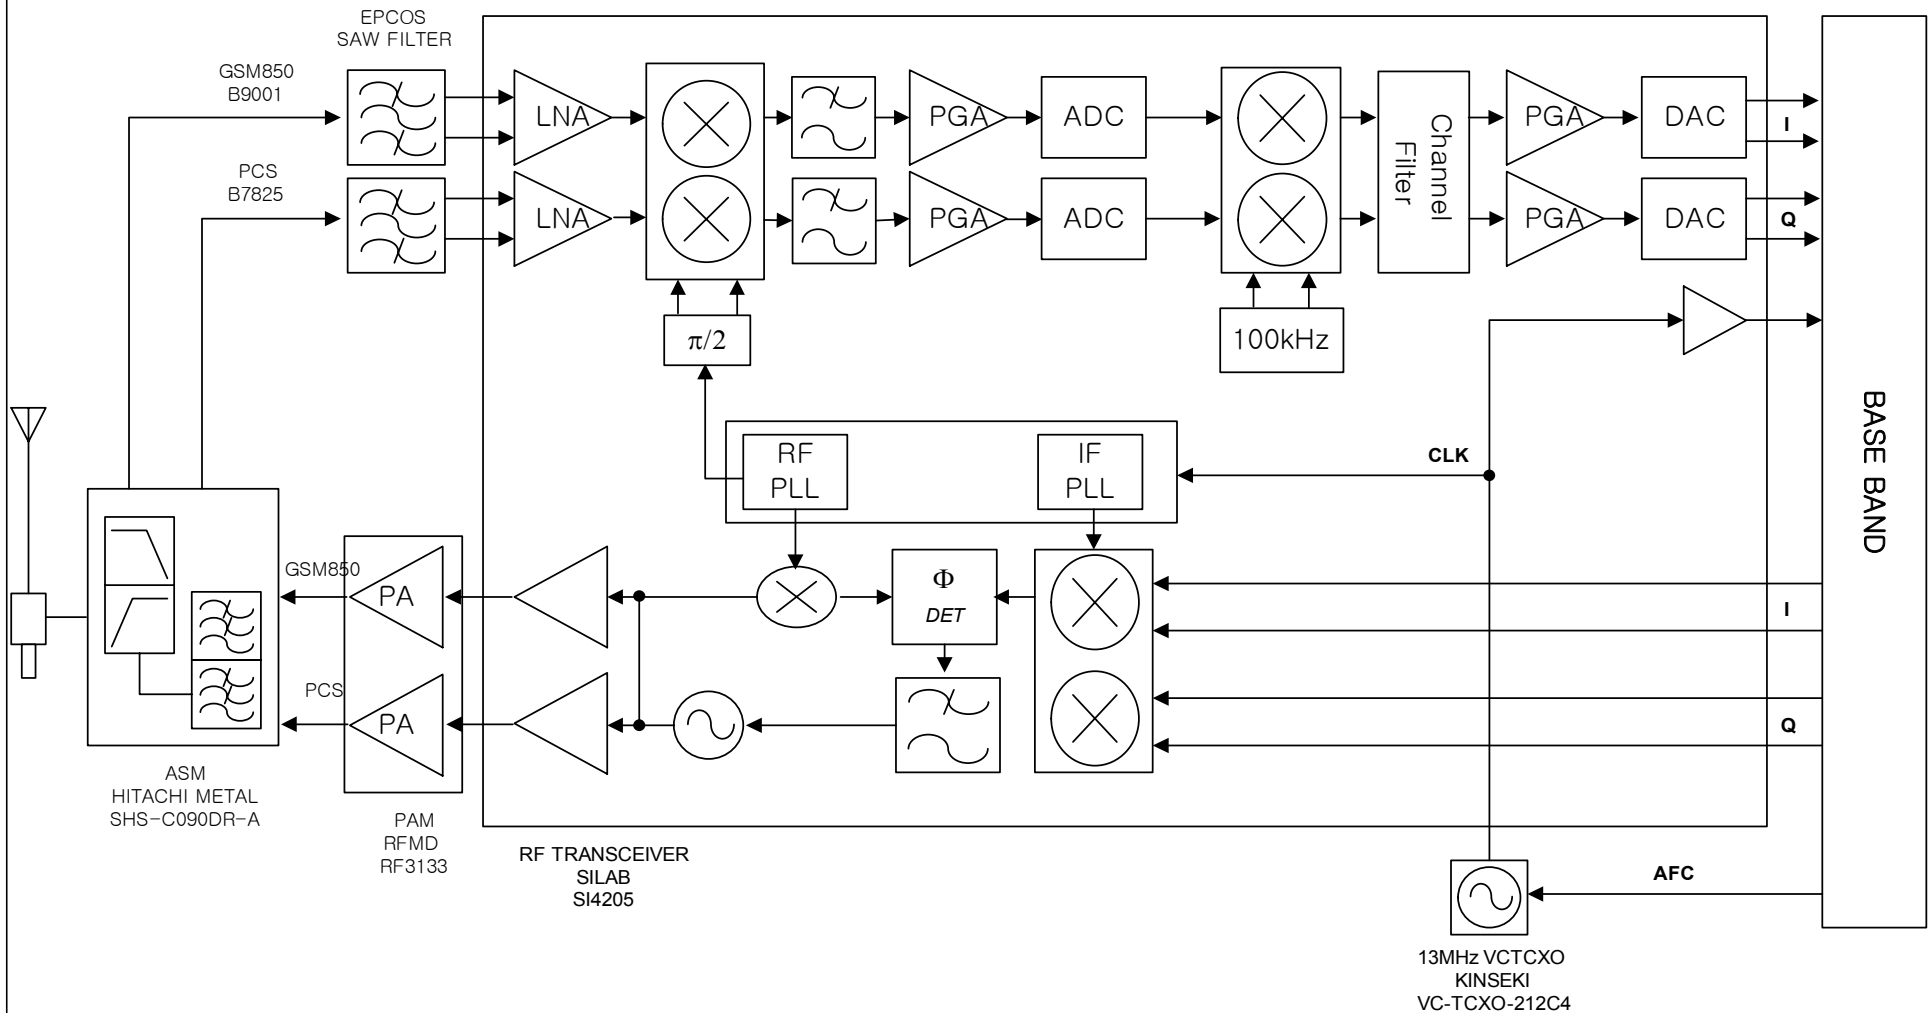 EPCOS
SAW FILTER
GSM850
B9001
PCS
B7825
LNA
PGA
ADC
Channel
Filter
PGA
DAC
I
LNA
PGA
ADC
PGA
DAC
Q
π/2
100kHz
RF
PLL
IF
PLL
CLK
BASE BAND
GSM850
PA
Φ
DET
I
PCS
PA
Q
ASM
HITACHI METAL
SHS-C090DR-A
PAM
RFMD
RF3133
RF TRANSCEIVER
SILAB
SI4205
AFC
13MHz VCTCXO
KINSEKI
VC-TCXO-212C4